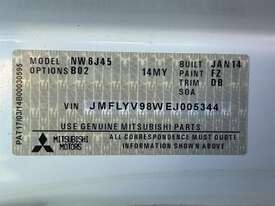 MODEL NW6J45 BUILT JAN14
OPTIONS B02 14MY PAINT FZ
TRIM DB
SOA
VIN JMFLYV98WEJ005344
USE GENUINE MITSUBISHI PARTS
MITSUBISHI MOTORS
ALL CORRESPONDENCE MUST QUOTE
INFORMATION SHOWN ABOVE
PAT17/03/14B00030595